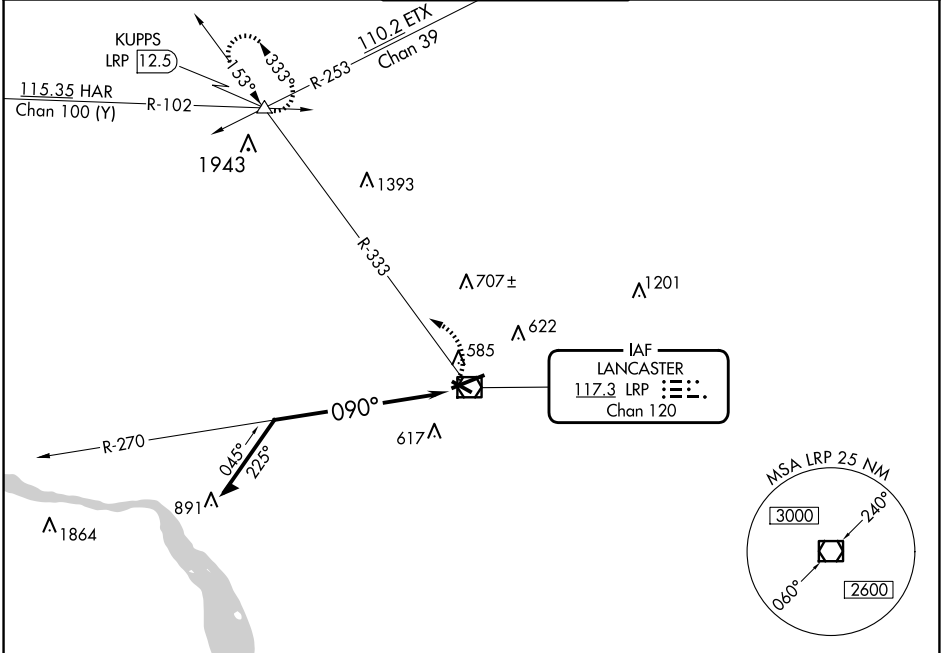 110.2 ETX
Chan 39
R-253
KUPPS
LRP 12.5
153°
333°
115.35 HAR
Chan 100 (Y)
R-102
1943
1393
R-333
707±
1201
622
585
IAF
LANCASTER
117.3 LRP
Chan 120
090°
R-270
617
045°
225°
891
1864
MSA LRP 25 NM
3000
240°
060°
2600